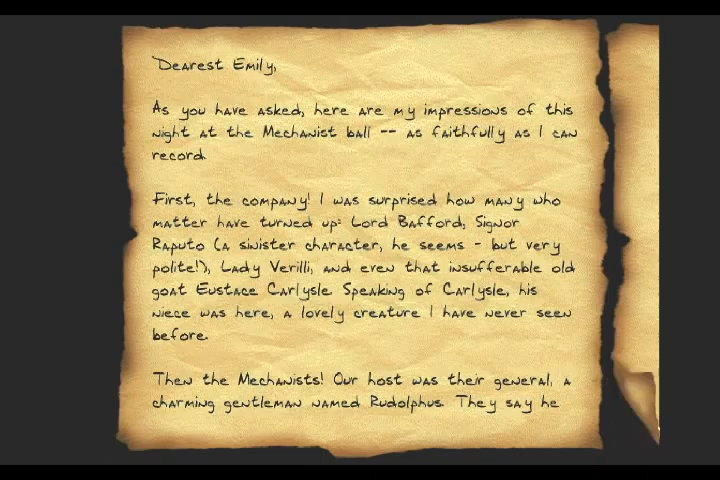 Dearest Emily,
As you have asked, here are my impressions of this
night at the Mechanist ball -- as faithfully as I can
record.
First, the company! I was surprised how many who
matter have turned up: Lord Bafford, Signor
Raputo (a sinister character, he seems - but very
polite!), Lady Verilli, and even that insufferable old
goat Eustace Carlysle. Speaking of Carlysle, his
niece was here, a lovely creature I have never seen
before.
Then the Mechanists! Our host was their general, a
charming gentleman named Rudolphus. They say he